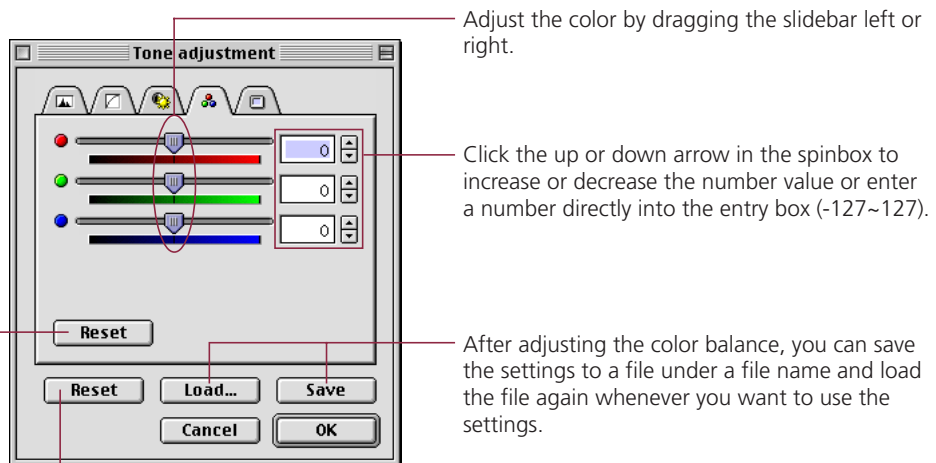 Adjust the color by dragging the slidebar left or
right.
Tone adjustment
0
Click the up or down arrow in the spinbox to
increase or decrease the number value or enter
a number directly into the entry box (-127~127).
0
0
Reset
After adjusting the color balance, you can save
the settings to a file under a file name and load
the file again whenever you want to use the
settings.
Reset Load... Save
Cancel OK